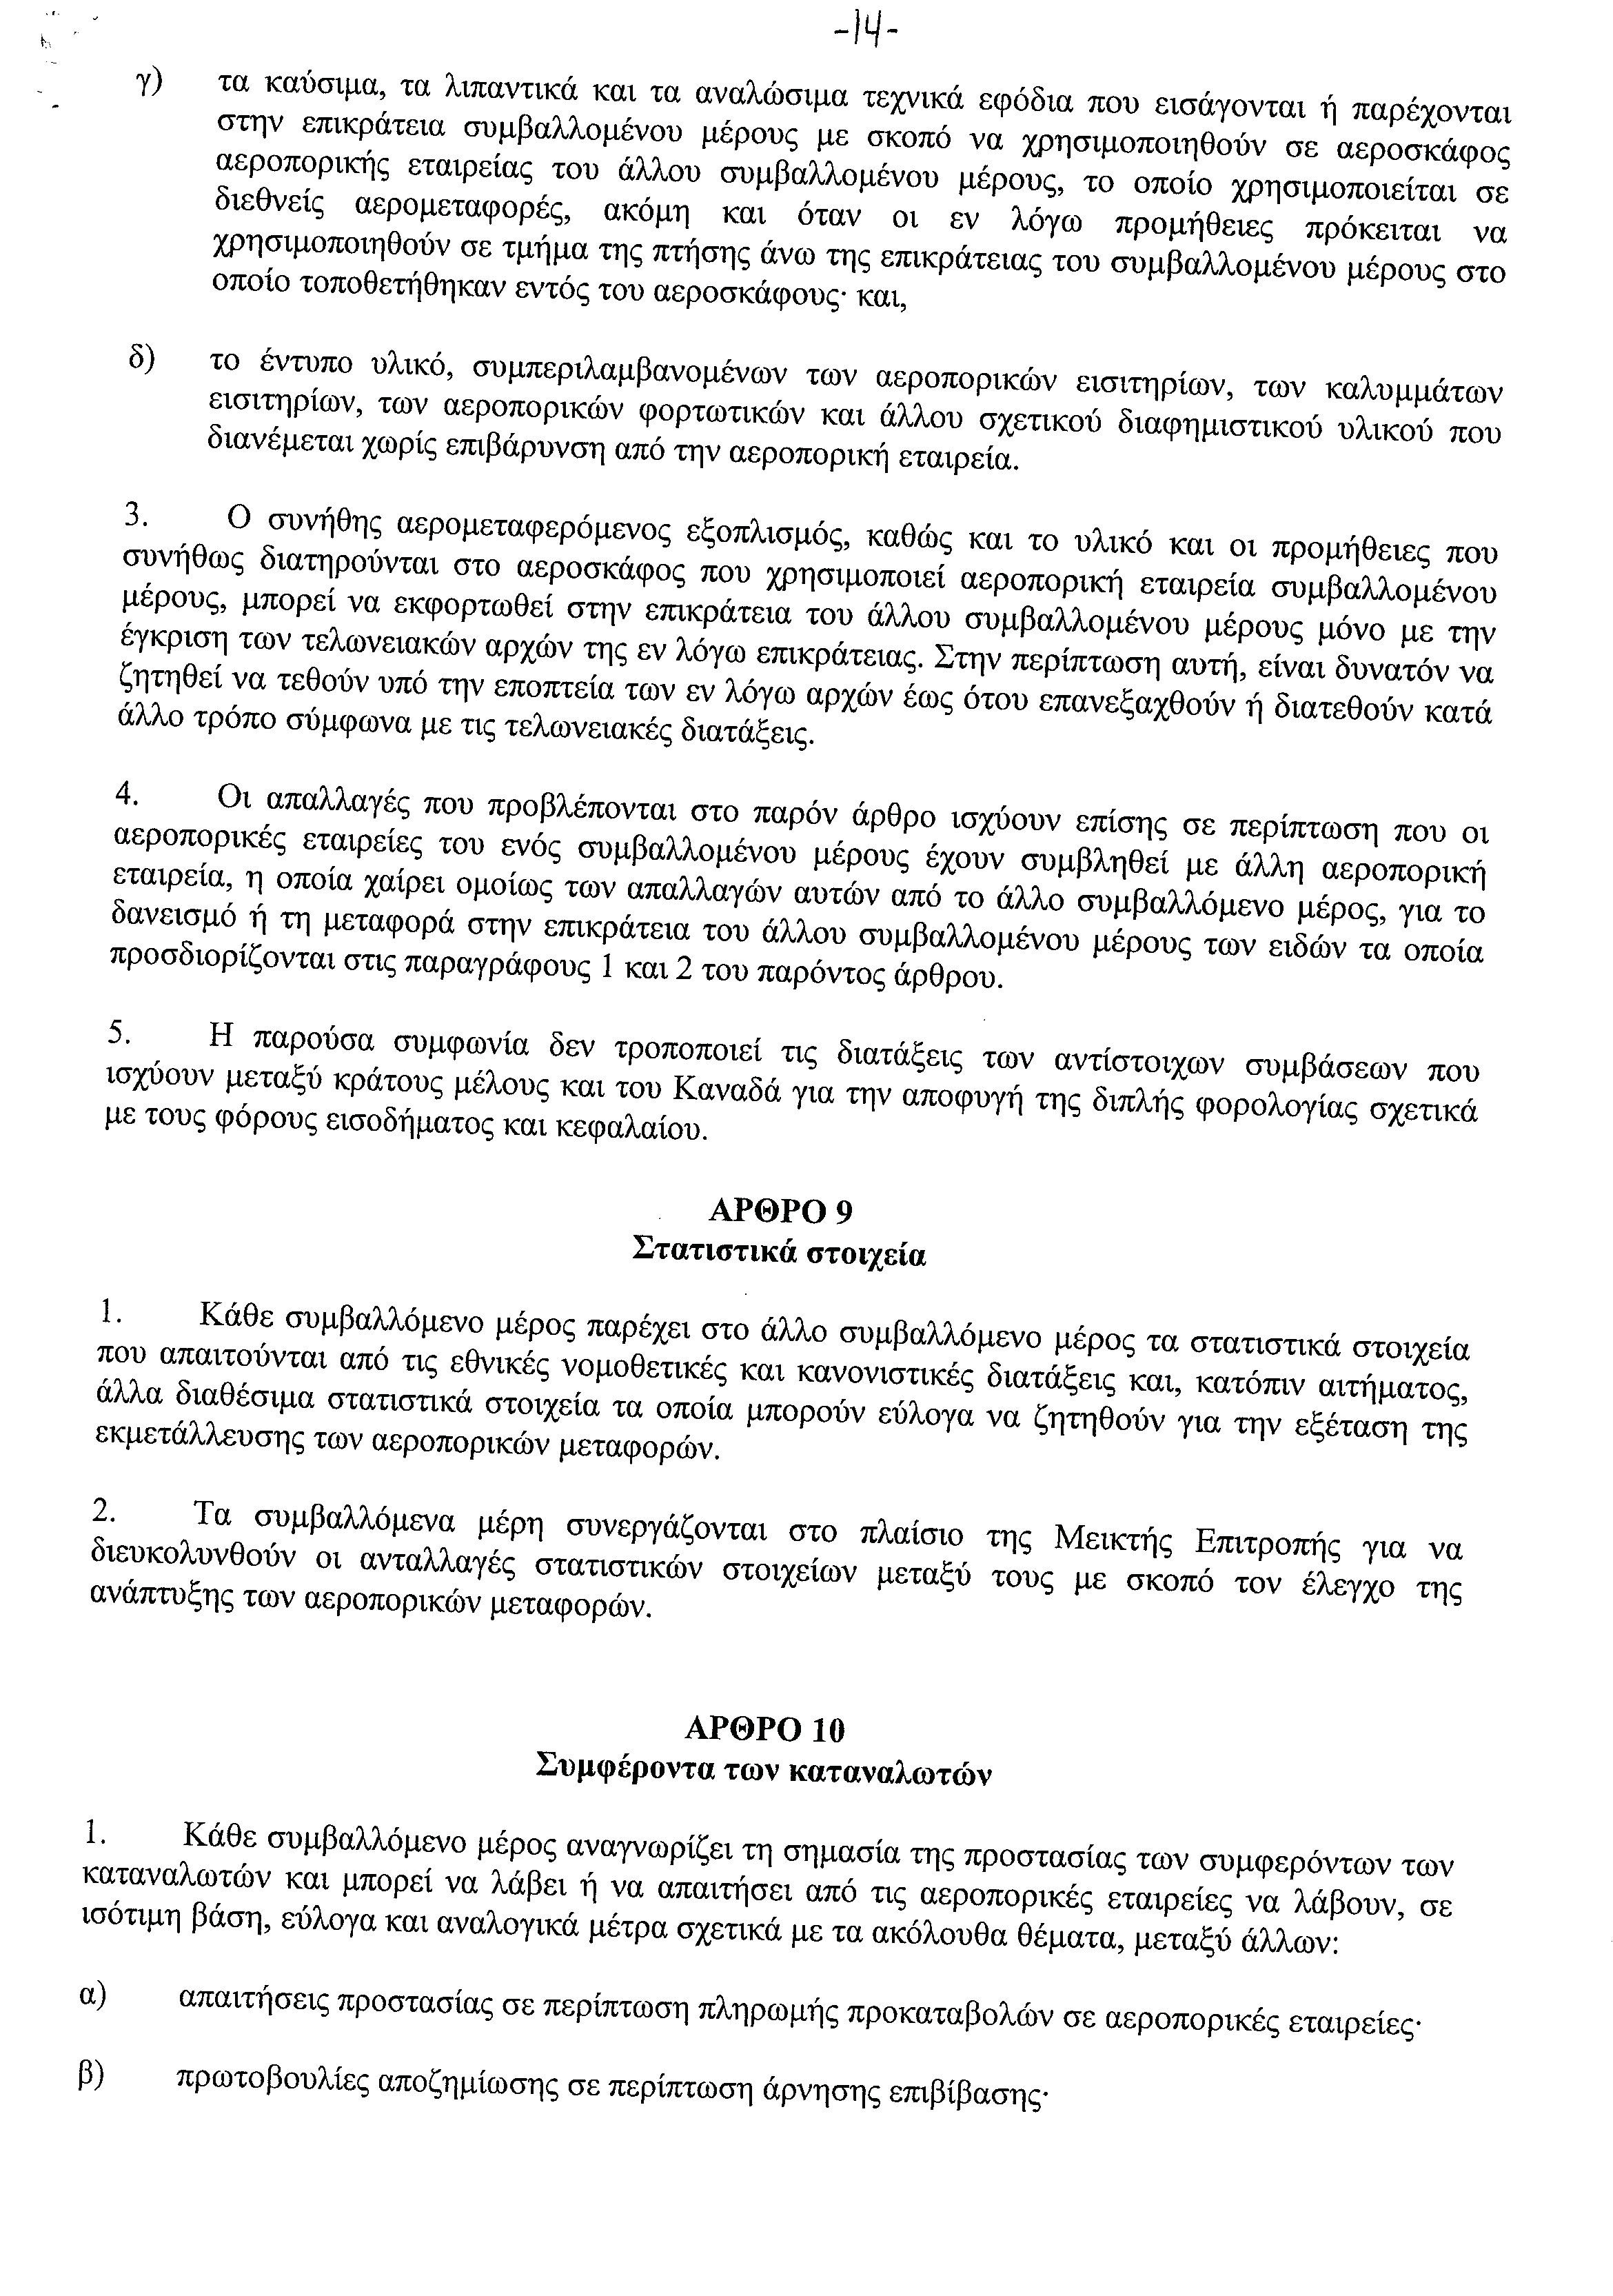 -14-
γ) τα καύσιμα, τα λιπαντικά και τα αναλώσιμα τεχνικά εφόδια που εισάγονται ή παρέχονται
στην επικράτεια συμβαλλομένου μέρους με σκοπό να χρησιμοποιηθούν σε αεροσκάφος
αεροπορικής εταιρείας του άλλου συμβαλλομένου μέρους, το οποίο χρησιμοποιείται σε
διεθνείς αερομεταφορές, ακόμη και όταν οι εν λόγω προμήθειες πρόκειται να
χρησιμοποιηθούν σε τμήμα της πτήσης άνω της επικράτειας του συμβαλλομένου μέρους στο
οποίο τοποθετήθηκαν εντός του αεροσκάφους· και,
δ) το έντυπο υλικό, συμπεριλαμβανομένων των αεροπορικών εισιτηρίων, των καλυμμάτων
εισιτηρίων, των αεροπορικών φορτωτικών και άλλου σχετικού διαφημιστικού υλικού που
διανέμεται χωρίς επιβάρυνση από την αεροπορική εταιρεία.
3. Ο συνήθης αερομεταφερόμενος εξοπλισμός, καθώς και το υλικό και οι προμήθειες που
συνήθως διατηρούνται στο αεροσκάφος που χρησιμοποιεί αεροπορική εταιρεία συμβαλλομένου
μέρους, μπορεί να εκφορτωθεί στην επικράτεια του άλλου συμβαλλομένου μέρους μόνο με την
έγκριση των τελωνειακών αρχών της εν λόγω επικράτειας. Στην περίπτωση αυτή, είναι δυνατόν να
ζητηθεί να τεθούν υπό την εποπτεία των εν λόγω αρχών έως ότου επανεξαχθούν ή διατεθούν κατά
άλλο τρόπο σύμφωνα με τις τελωνειακές διατάξεις.
4. Οι απαλλαγές που προβλέπονται στο παρόν άρθρο ισχύουν επίσης σε περίπτωση που οι
αεροπορικές εταιρείες του ενός συμβαλλομένου μέρους έχουν συμβληθεί με άλλη αεροπορική
εταιρεία, η οποία χαίρει ομοίως των απαλλαγών αυτών από το άλλο συμβαλλόμενο μέρος, για το
δανεισμό ή τη μεταφορά στην επικράτεια του άλλου συμβαλλομένου μέρους των ειδών τα οποία
προσδιορίζονται στις παραγράφους 1 και 2 του παρόντος άρθρου.
5. Η παρούσα συμφωνία δεν τροποποιεί τις διατάξεις των αντίστοιχων συμβάσεων που
ισχύουν μεταξύ κράτους μέλους και του Καναδά για την αποφυγή της διπλής φορολογίας σχετικά
με τους φόρους εισοδήματος και κεφαλαίου.
ΑΡΘΡΟ 9
Στατιστικά στοιχεία
1. Κάθε συμβαλλόμενο μέρος παρέχει στο άλλο συμβαλλόμενο μέρος τα στατιστικά στοιχεία
που απαιτούνται από τις εθνικές νομοθετικές και κανονιστικές διατάξεις και, κατόπιν αιτήματος,
άλλα διαθέσιμα στατιστικά στοιχεία τα οποία μπορούν εύλογα να ζητηθούν για την εξέταση της
εκμετάλλευσης των αεροπορικών μεταφορών.
2. Τα συμβαλλόμενα μέρη συνεργάζονται στο πλαίσιο της Μεικτής Επιτροπής για να
διευκολυνθούν οι ανταλλαγές στατιστικών στοιχείων μεταξύ τους με σκοπό τον έλεγχο της
ανάπτυξης των αεροπορικών μεταφορών.
ΑΡΘΡΟ 10
Συμφέροντα των καταναλωτών
1. Κάθε συμβαλλόμενο μέρος αναγνωρίζει τη σημασία της προστασίας των συμφερόντων των
καταναλωτών και μπορεί να λάβει ή να απαιτήσει από τις αεροπορικές εταιρείες να λάβουν, σε
ισότιμη βάση, εύλογα και αναλογικά μέτρα σχετικά με τα ακόλουθα θέματα, μεταξύ άλλων:
α) απαιτήσεις προστασίας σε περίπτωση πληρωμής προκαταβολών σε αεροπορικές εταιρείες·
β) πρωτοβουλίες αποζημίωσης σε περίπτωση άρνησης επιβίβασης·